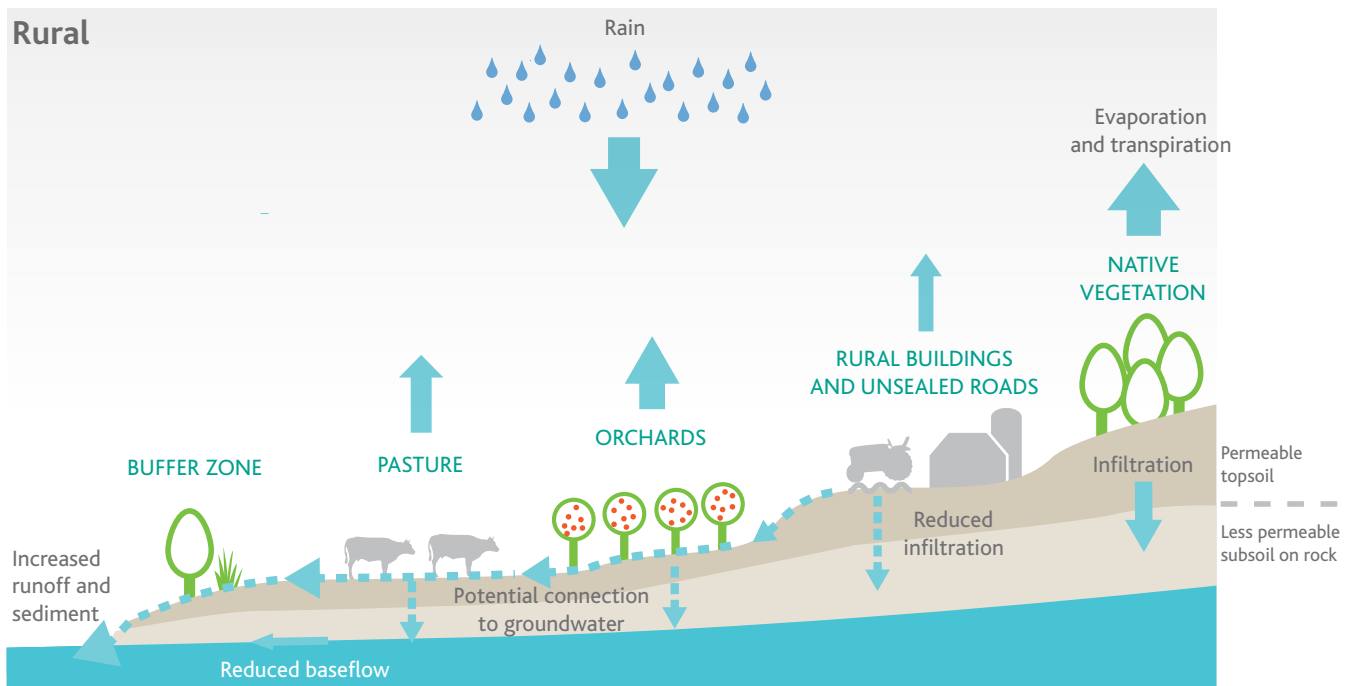 Rural
Rain
Evaporation
and transpiration
NATIVE
VEGETATION
RURAL BUILDINGS
AND UNSEALED ROADS
ORCHARDS
PASTURE
BUFFER ZONE
Infiltration
Permeable
topsoil
Less permeable
subsoil on rock
Reduced
infiltration
Increased
runoff and
sediment
Potential connection
to groundwater
Reduced baseflow